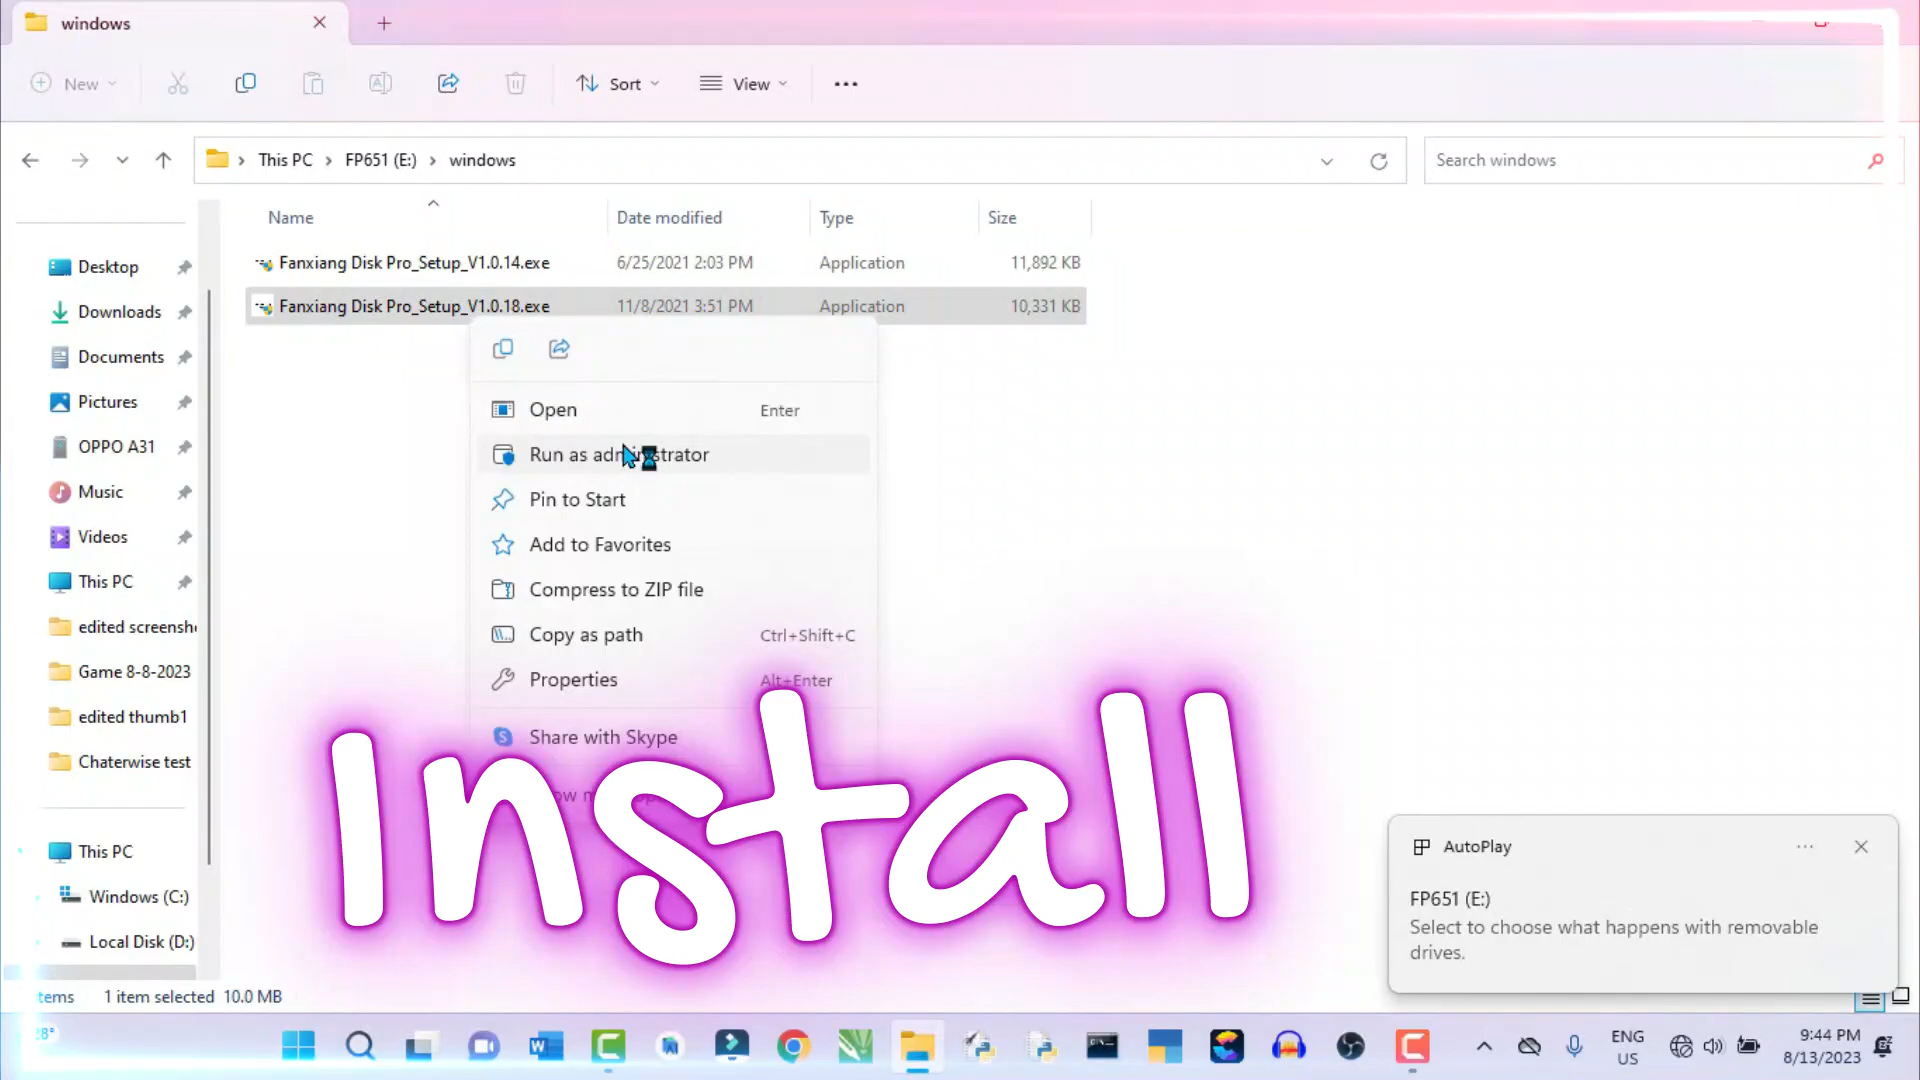 windows
New
Sort
View
This PC
FP651 (E:)
windows
Search windows
Name
Date modified
Type
Size
Fanxiang Disk Pro_Setup_V1.0.14.exe
6/25/2021 2:03 PM
Application
11,892 KB
Fanxiang Disk Pro_Setup_V1.0.18.exe
11/8/2021 3:51 PM
Application
10,331 KB
Desktop
Downloads
Documents
Pictures
OPPO A31
Music
Videos
This PC
edited screensh
Game 8-8-2023
edited thumb1
Chaterwise test
This PC
Windows (C:)
Local Disk (D:)
Open Enter
Run as administrator
Pin to Start
Add to Favorites
Compress to ZIP file
Copy as path Ctrl+Shift+C
Properties Alt+Enter
Share with Skype
Install
AutoPlay
FP651 (E:)
Select to choose what happens with removable
drives.
1 item selected 10.0 MB
ENG
US
9:44 PM
8/13/2023